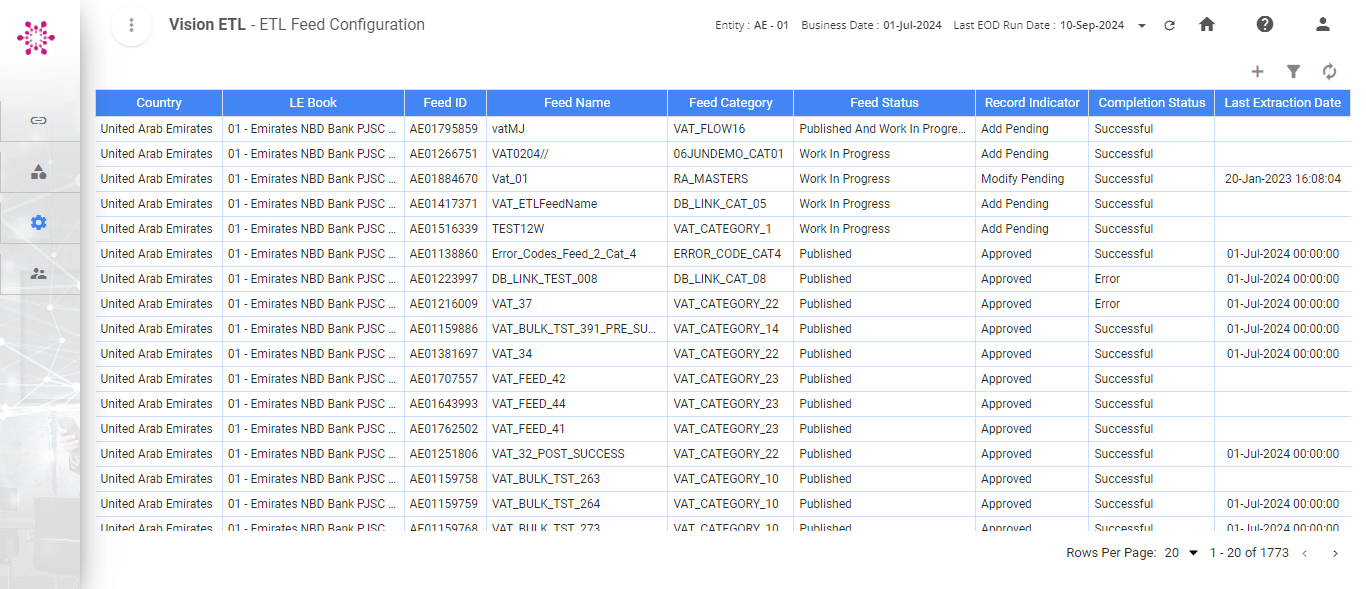 Vision ETL - ETL Feed Configuration
Entity : AE - 01 Business Date : 01-Jul-2024 Last EOD Run Date : 10-Sep-2024
Country LE Book Feed ID Feed Name Feed Category Feed Status Record Indicator Completion Status Last Extraction Date
United Arab Emirates 01 - Emirates NBD Bank PJSC ... AE01795859 vatMJ VAT_FLOW16 Published And Work In Progre... Add Pending Successful
United Arab Emirates 01 - Emirates NBD Bank PJSC ... AE01266751 VAT0204// 06JUNDEMO_CAT01 Work In Progress Add Pending Successful
United Arab Emirates 01 - Emirates NBD Bank PJSC ... AE01884670 Vat_01 RA_MASTERS Work In Progress Modify Pending Successful 20-Jan-2023 16:08:04
United Arab Emirates 01 - Emirates NBD Bank PJSC ... AE01417371 VAT_ETLFeedName DB_LINK_CAT_05 Work In Progress Add Pending Successful
United Arab Emirates 01 - Emirates NBD Bank PJSC ... AE01516339 TEST12W VAT_CATEGORY_1 Work In Progress Add Pending Successful
United Arab Emirates 01 - Emirates NBD Bank PJSC ... AE01138860 Error_Codes_Feed_2_Cat_4 ERROR_CODE_CAT4 Published Approved Successful 01-Jul-2024 00:00:00
United Arab Emirates 01 - Emirates NBD Bank PJSC ... AE01223997 DB_LINK_TEST_008 DB_LINK_CAT_08 Published Approved Error 01-Jul-2024 00:00:00
United Arab Emirates 01 - Emirates NBD Bank PJSC ... AE01216009 VAT_37 VAT_CATEGORY_22 Published Approved Error 01-Jul-2024 00:00:00
United Arab Emirates 01 - Emirates NBD Bank PJSC ... AE01159886 VAT_BULK_TST_391_PRE_SU... VAT_CATEGORY_14 Published Approved Successful 01-Jul-2024 00:00:00
United Arab Emirates 01 - Emirates NBD Bank PJSC ... AE01381697 VAT_34 VAT_CATEGORY_22 Published Approved Successful 01-Jul-2024 00:00:00
United Arab Emirates 01 - Emirates NBD Bank PJSC ... AE01707557 VAT_FEED_42 VAT_CATEGORY_23 Published Approved Successful
United Arab Emirates 01 - Emirates NBD Bank PJSC ... AE01643993 VAT_FEED_44 VAT_CATEGORY_23 Published Approved Successful
United Arab Emirates 01 - Emirates NBD Bank PJSC ... AE01762502 VAT_FEED_41 VAT_CATEGORY_23 Published Approved Successful
United Arab Emirates 01 - Emirates NBD Bank PJSC ... AE01251806 VAT_32_POST_SUCCESS VAT_CATEGORY_22 Published Approved Successful 01-Jul-2024 00:00:00
United Arab Emirates 01 - Emirates NBD Bank PJSC ... AE01159758 VAT_BULK_TST_263 VAT_CATEGORY_10 Published Approved Successful
United Arab Emirates 01 - Emirates NBD Bank PJSC ... AE01159759 VAT_BULK_TST_264 VAT_CATEGORY_10 Published Approved Successful 01-Jul-2024 00:00:00
United Arab Emirates 01 - Emirates NBD Bank PJSC ... AE01159768 VAT_BULK_TST_273 VAT_CATEGORY_10 Published Approved Successful 01-Jul-2024 00:00:00
Rows Per Page: 20 1 - 20 of 1773